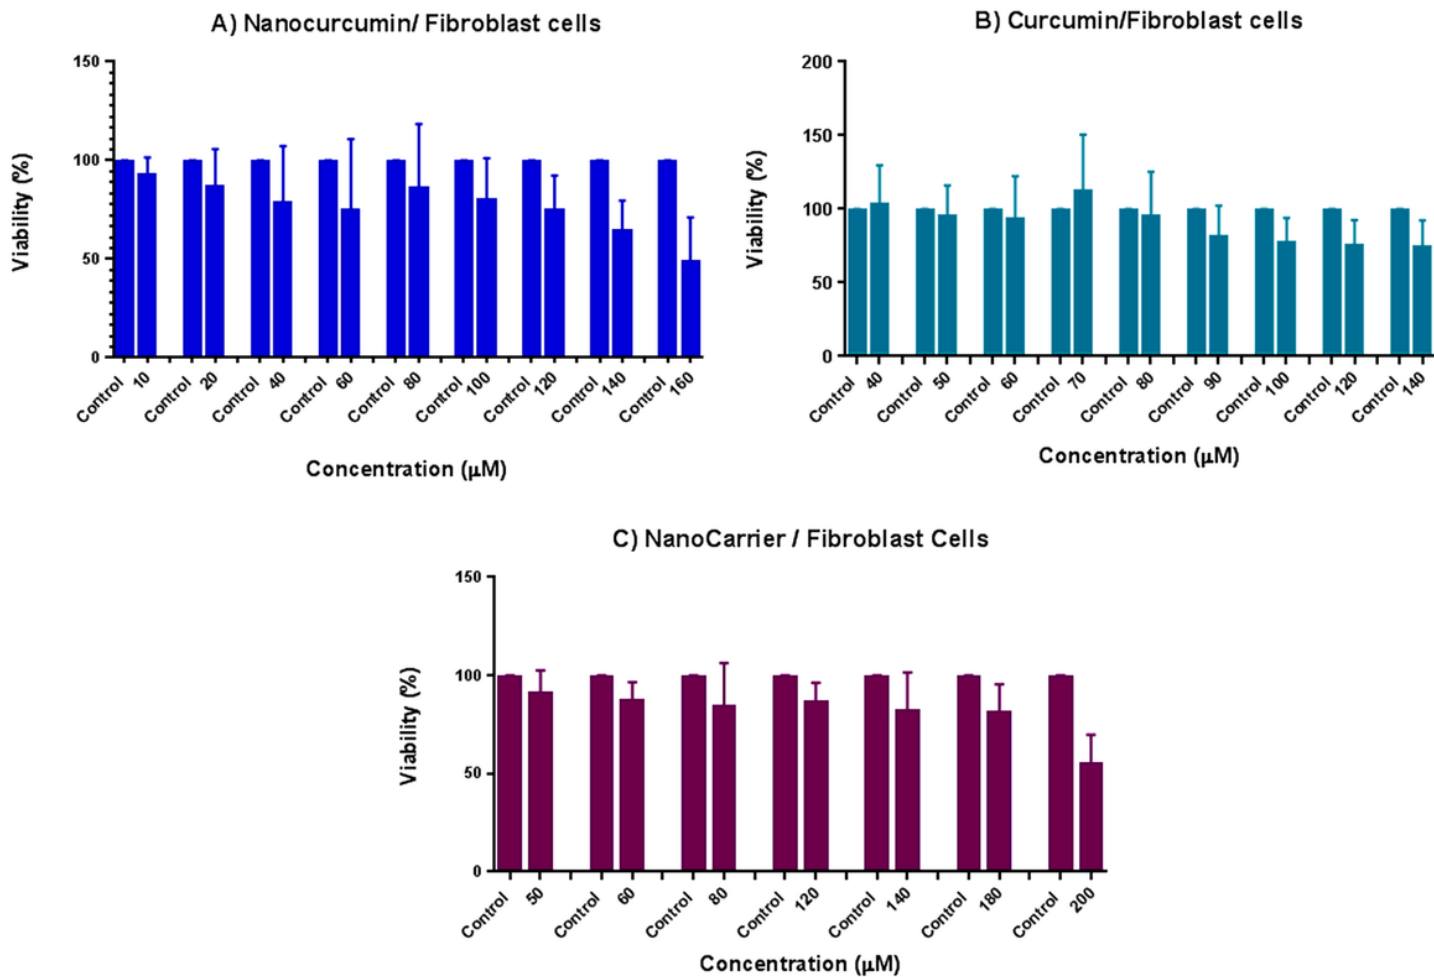 A) Nanocurcumin/ Fibroblast cells
150
100
50
0
Viability (%)
Control 10 Control 20 Control 40 Control 60 Control 80 Control 100 Control 120 Control 140 Control 160
Concentration (μM)
B) Curcumin/Fibroblast cells
200
150
100
50
0
Viability (%)
Control 40 Control 50 Control 60 Control 70 Control 80 Control 90 Control 100 Control 120 Control 140
Concentration (μM)
C) NanoCarrier / Fibroblast Cells
150
100
50
0
Viability (%)
Control 50 Control 60 Control 80 Control 120 Control 140 Control 180 Control 200
Concentration (μM)